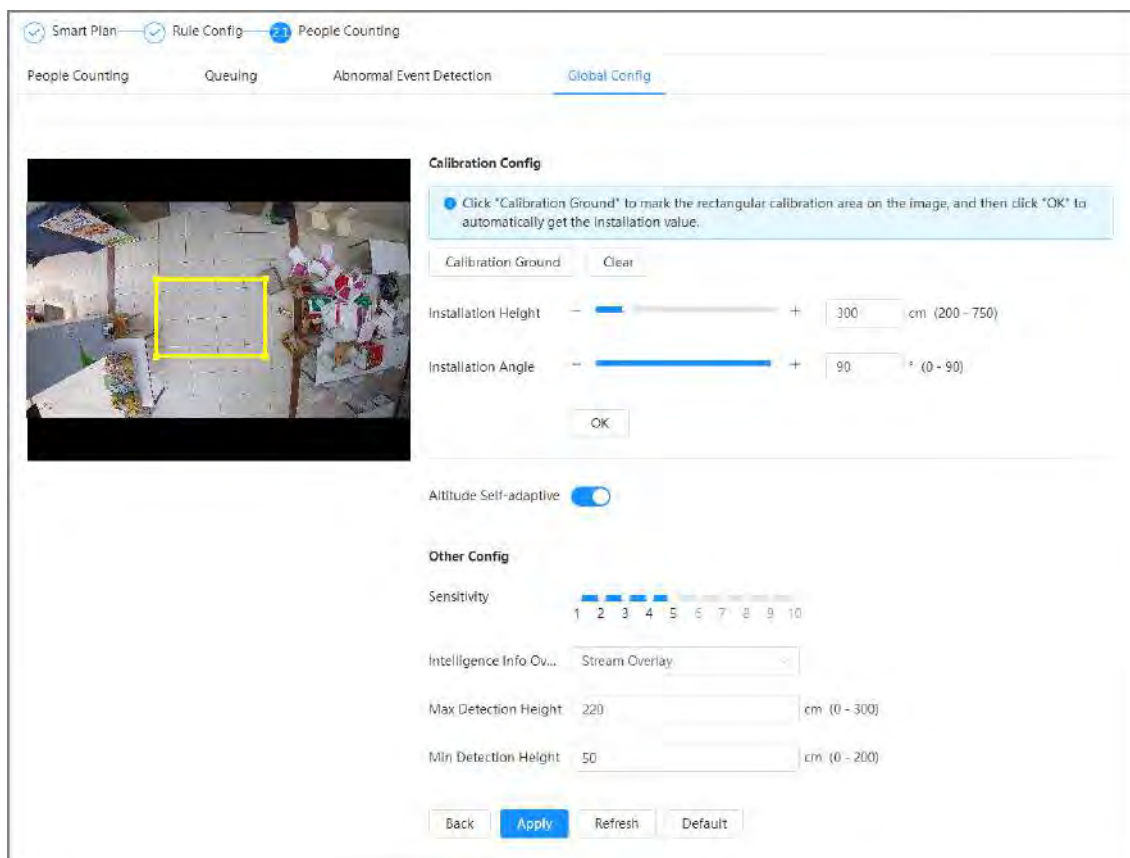 Smart Plan Rule Config 2.1 People Counting
People Counting Queuing Abnormal Event Detection Global Config
Calibration Config
Click "Calibration Ground" to mark the rectangular calibration area on the image, and then click "OK" to
automatically get the installation value.
Calibration Ground Clear
Installation Height - + 300 cm (200 - 750)
Installation Angle - + 90 ° (0 - 90)
OK
Altitude Self-adaptive
Other Config
Sensitivity
1 2 3 4 5 6 7 8 9 10
Intelligence Info Ov... Stream Overlay
Max Detection Height 220 cm (0 - 300)
Min Detection Height 50 cm (0 - 200)
Back Apply Refresh Default